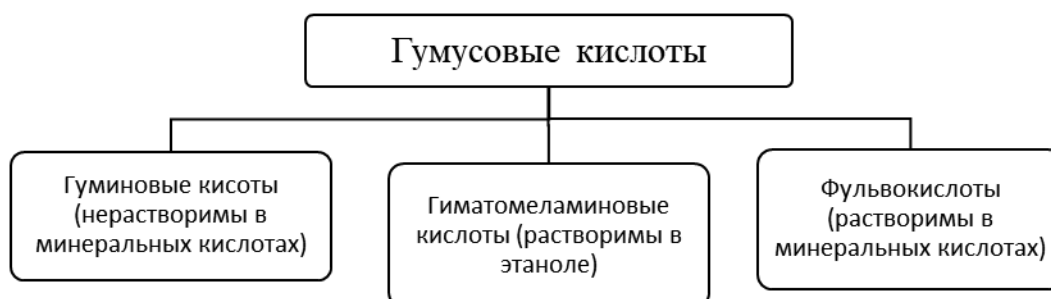 Гумусовые кислоты
Гуминовые кисоты
(нерастворимы в
минеральных кислотах)
Гиматомеламиновые
кислоты (растворимы в
этаноле)
Фульвокислоты
(растворимы в
минеральных кислотах)